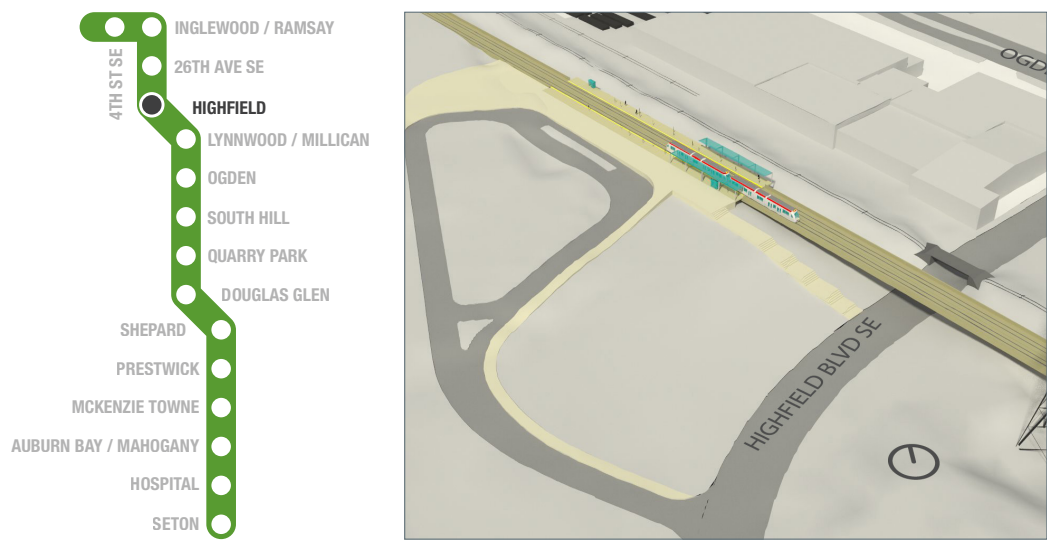 INGLEWOOD / RAMSAY
4TH ST SE
26TH AVE SE
HIGHFIELD
LYNNWOOD / MILLICAN
OGDEN
SOUTH HILL
QUARRY PARK
DOUGLAS GLEN
SHEPARD
PRESTWICK
MCKENZIE TOWNE
AUBURN BAY / MAHOGANY
HOSPITAL
SETON
OGD
HIGHFIELD BLVD SE